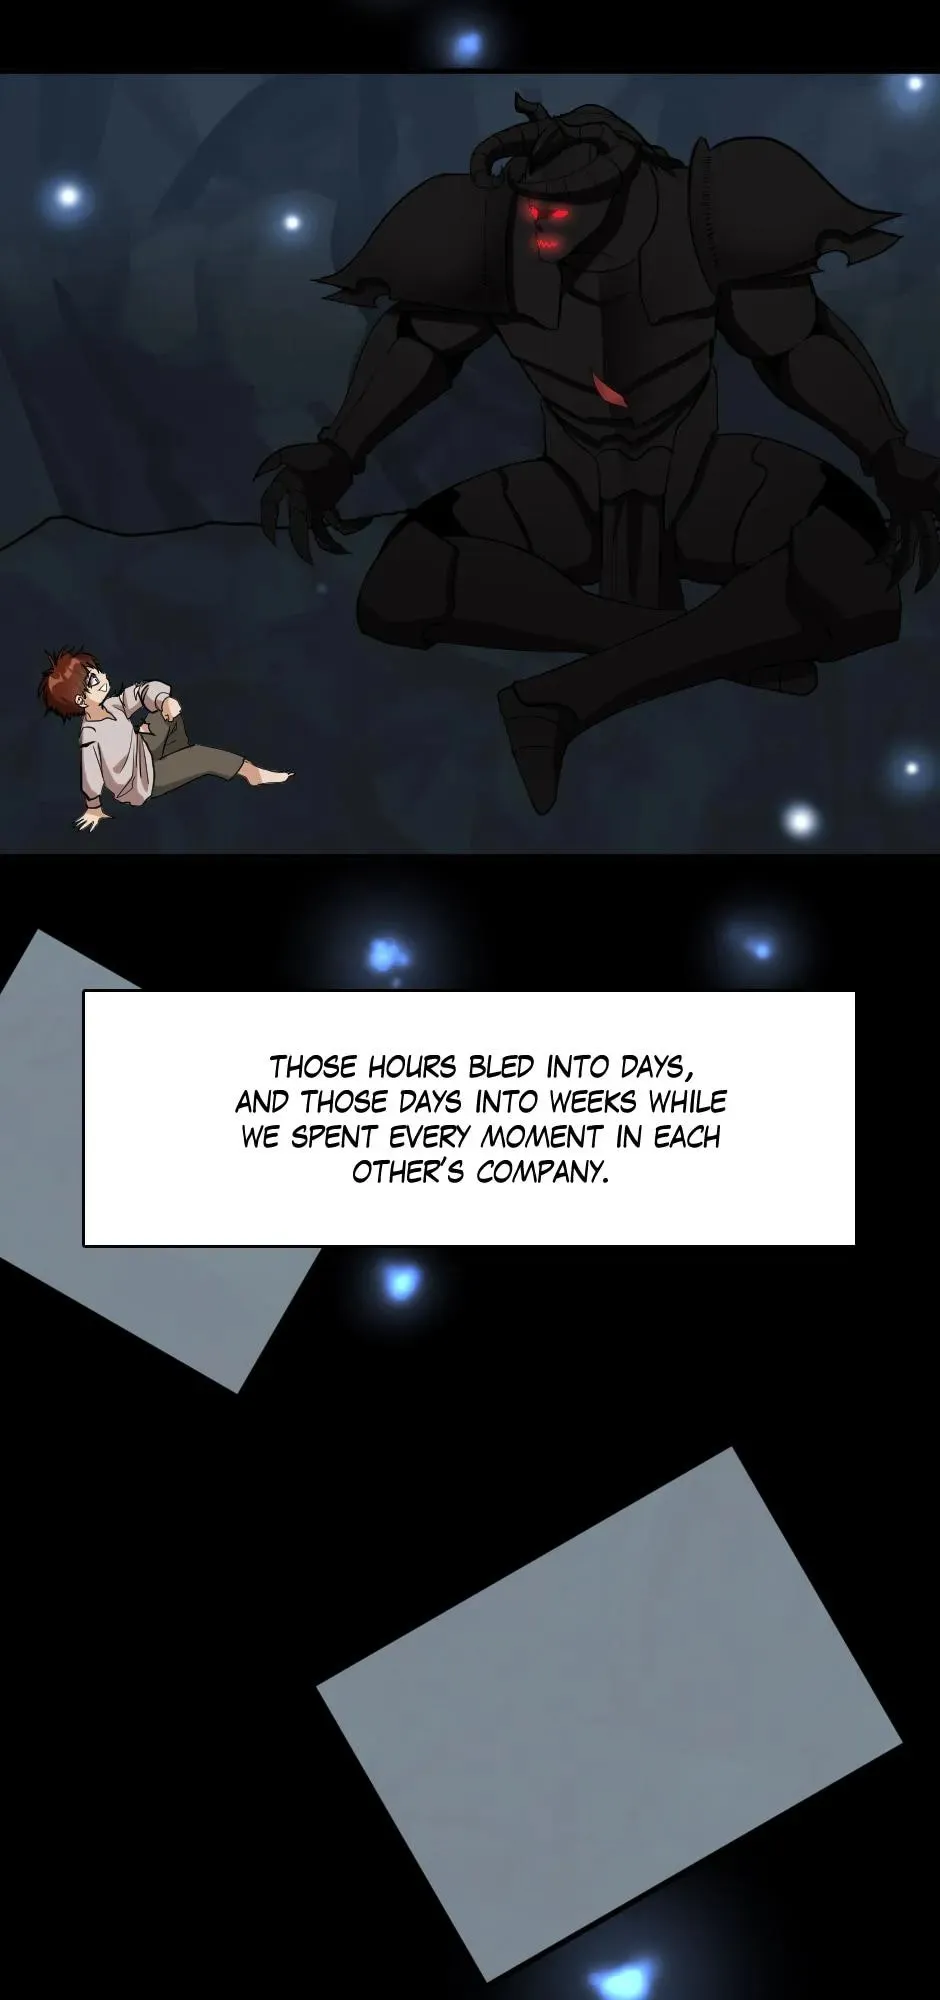 THOSE HOURS BLED INTO DAYS,
AND THOSE DAYS INTO WEEKS WHILE
WE SPENT EVERY MOMENT IN EACH
OTHER'S COMPANY.